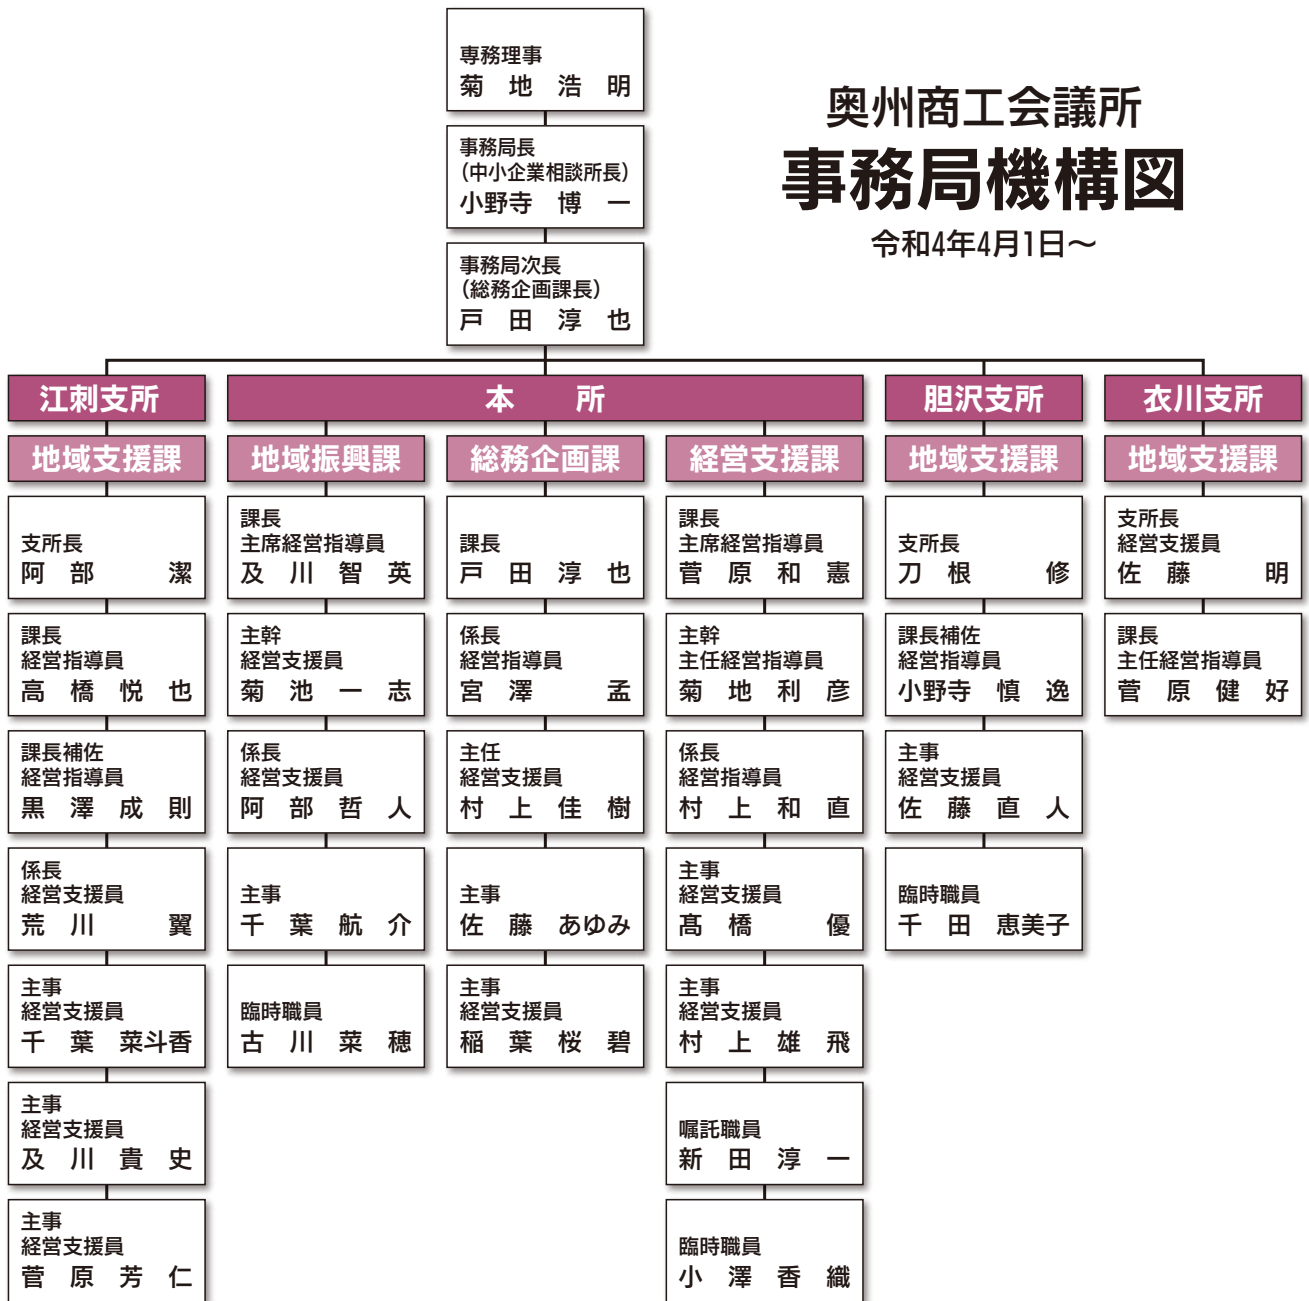 奥州商工会議所
事務局機構図
令和4年4月1日～
専務理事
菊地浩明
事務局長
(中小企業相談所長)
小野寺 博一
事務局次長
(総務企画課長)
戸田淳也
江刺支所
地域支援課
支所長
阿部 潔
課長
経営指導員
高橋悦也
課長補佐
経営指導員
黒澤成則
係長
経営支援員
荒川 翼
主事
経営支援員
千葉 菜斗香
主事
経営支援員
及川貴史
主事
経営支援員
菅原芳仁
本所
地域振興課
課長
主席経営指導員
及川智英
主幹
経営支援員
菊池一志
係長
経営支援員
阿部哲人
主事
千葉航介
臨時職員
古川菜穂
総務企画課
課長
戸田淳也
係長
経営指導員
宮澤 孟
主任
経営支援員
村上佳樹
主事
佐藤 あゆみ
主事
経営支援員
稲葉桜碧
経営支援課
課長
主席経営指導員
菅原和憲
主幹
主任経営指導員
菊地利彦
係長
経営指導員
村上和直
主事
経営支援員
髙橋 優
主事
経営支援員
村上雄飛
嘱託職員
新田淳一
臨時職員
小澤香織
胆沢支所
地域支援課
支所長
刀根 修
課長補佐
経営指導員
小野寺 慎逸
主事
経営支援員
佐藤直人
臨時職員
千田 恵美子
衣川支所
地域支援課
支所長
経営支援員
佐藤 明
課長
主任経営指導員
菅原健好